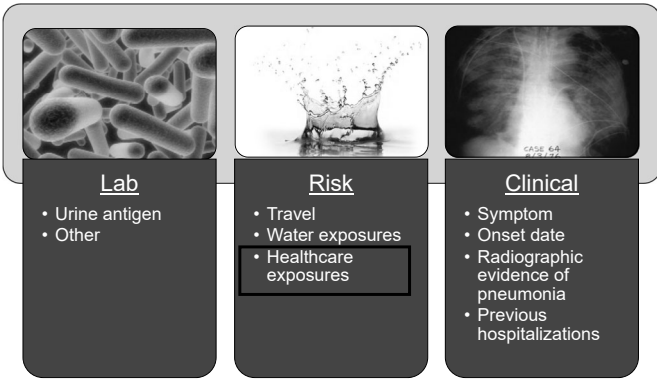 CASE 64
Lab
• Urine antigen
• Other
Risk
• Travel
• Water exposures
• Healthcare
exposures
Clinical
• Symptom
• Onset date
• Radiographic
evidence of
pneumonia
• Previous
hospitalizations